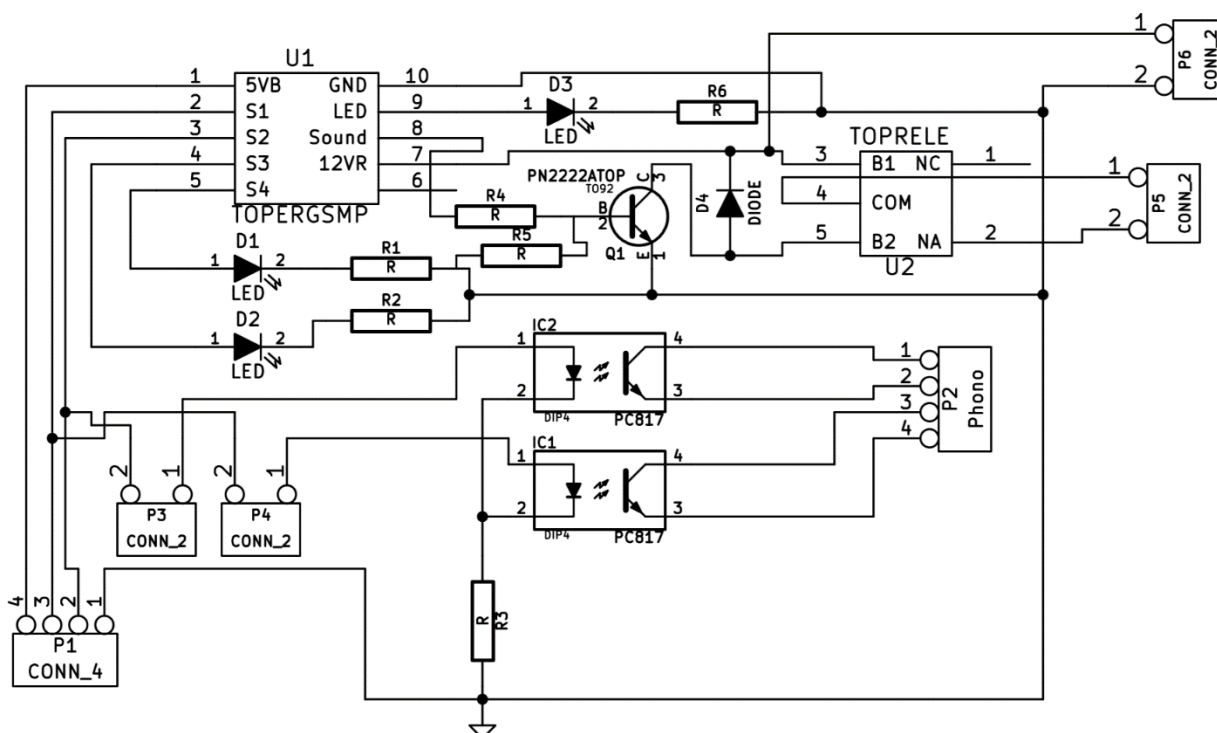 U1
TOPERGSMP
1 5VB GND 10
2 S1 LED 9
3 S2 Sound 8
4 S3 12VR 7
5 S4 6
D3
1 2
LED
R6
R
1
2
P6
CONN_2
TOPRELE
3 B1 NC 1
4 COM
5 B2 NA 2
U2
1
2
P5
CONN_2
PN2222ATOP
TO92
C 3
B
2
E 1
Q1
D4
DIODE
R4
R
R5
R
D1
1 2
LED
R1
R
D2
1 2
LED
R2
R
IC2
1 4
2 3
DIP4 PC817
IC1
1 4
2 3
DIP4 PC817
1
2
3
4
P2
Phono
2 1
P3
CONN_2
2 1
P4
CONN_2
R
R3
4 3 2 1
P1
CONN_4